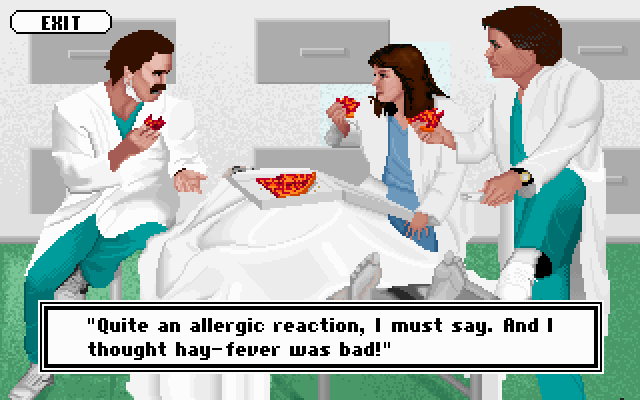 EXIT
"Quite an allergic reaction, I must say. And I
thought hay-fever was bad!"